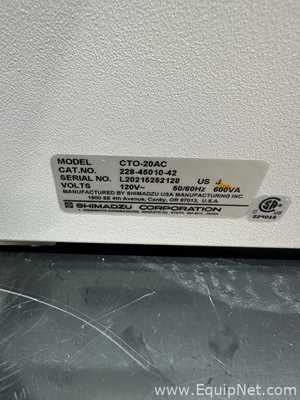 MODEL CTO-20AC
CAT.NO. 228-45010-42
SERIAL NO. L20215252120 US
VOLTS 120V~ 50/60Hz 600VA
MANUFACTURED BY SHIMADZU USA MANUFACTURING INC.
1900 SE 4th Avenue, Canby, OR 97013, U.S.A
SHIMADZU CORPORATION
www.EquipNet.com